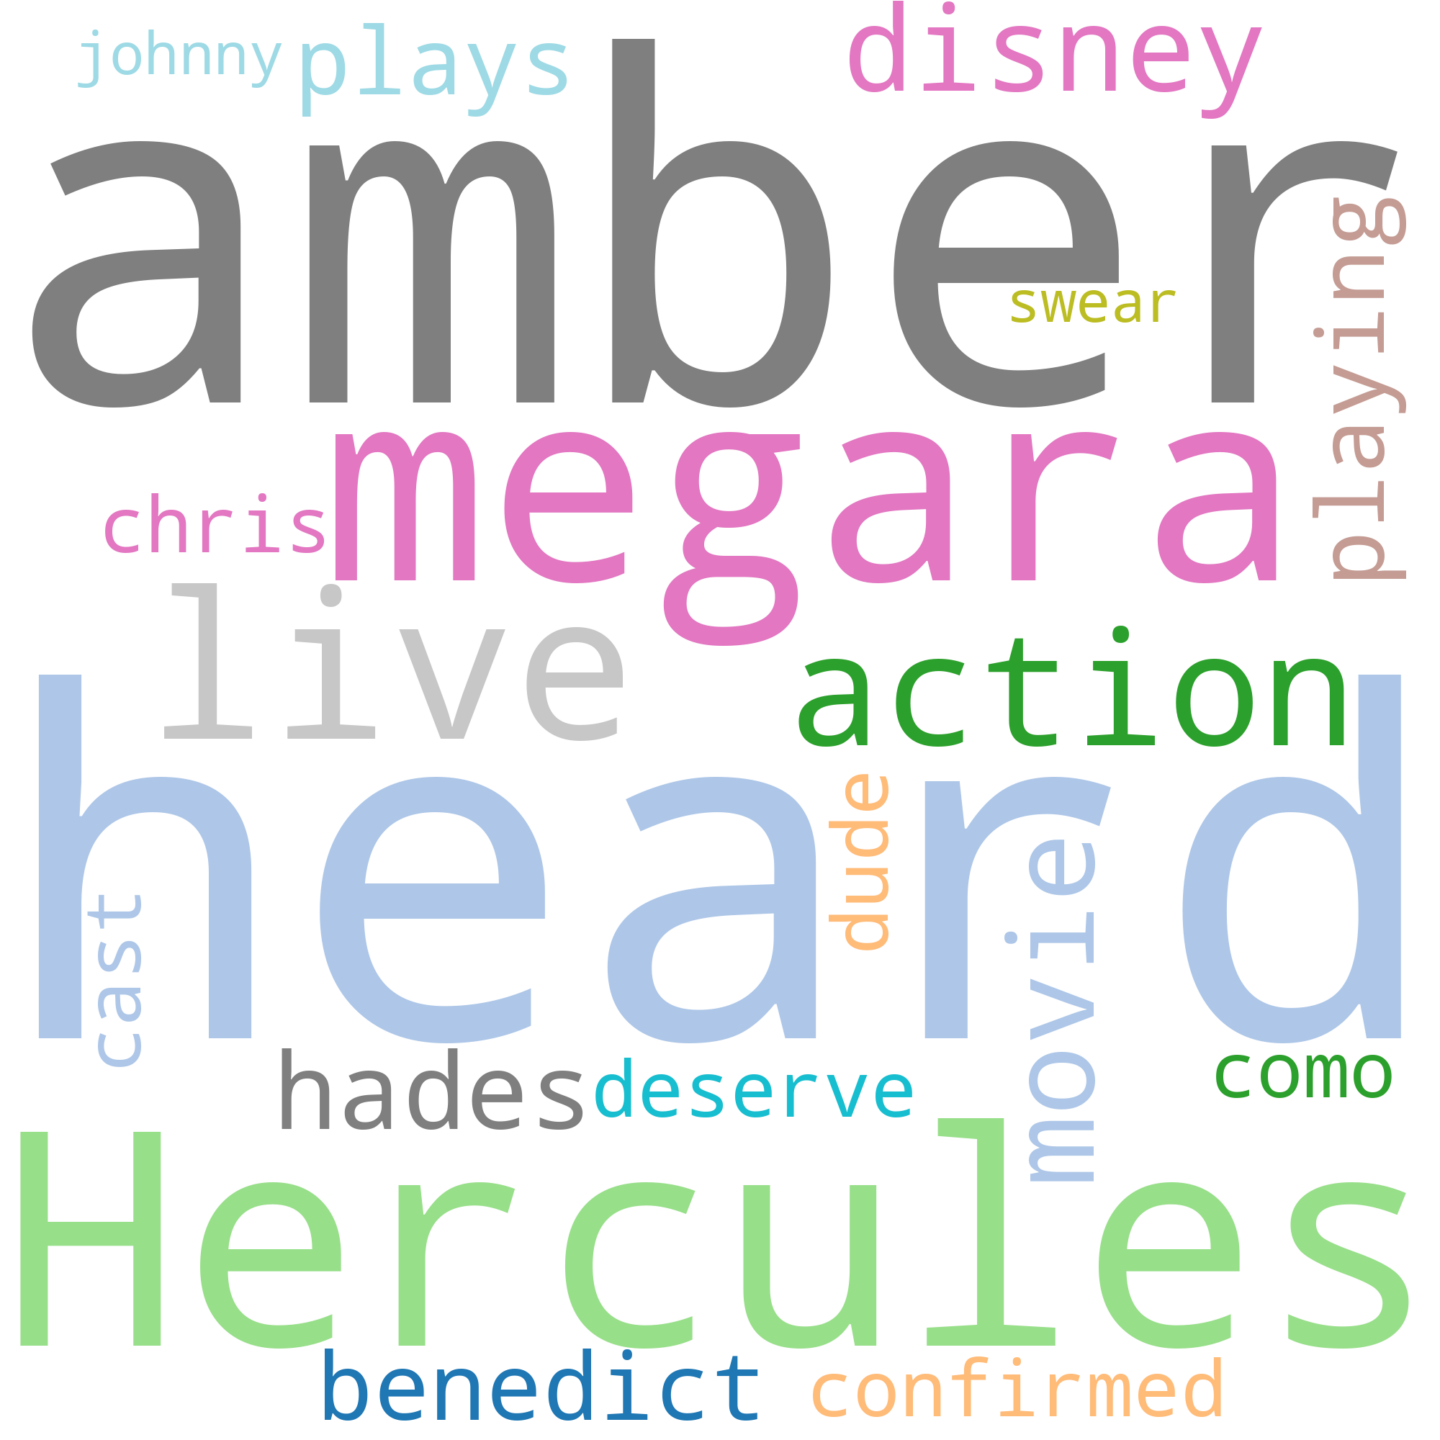 johnny plays disney
amber
swear
playing
megara
chris
live
action
heard
dude
movie
cast
hades deserve como
Hercules
benedict confirmed